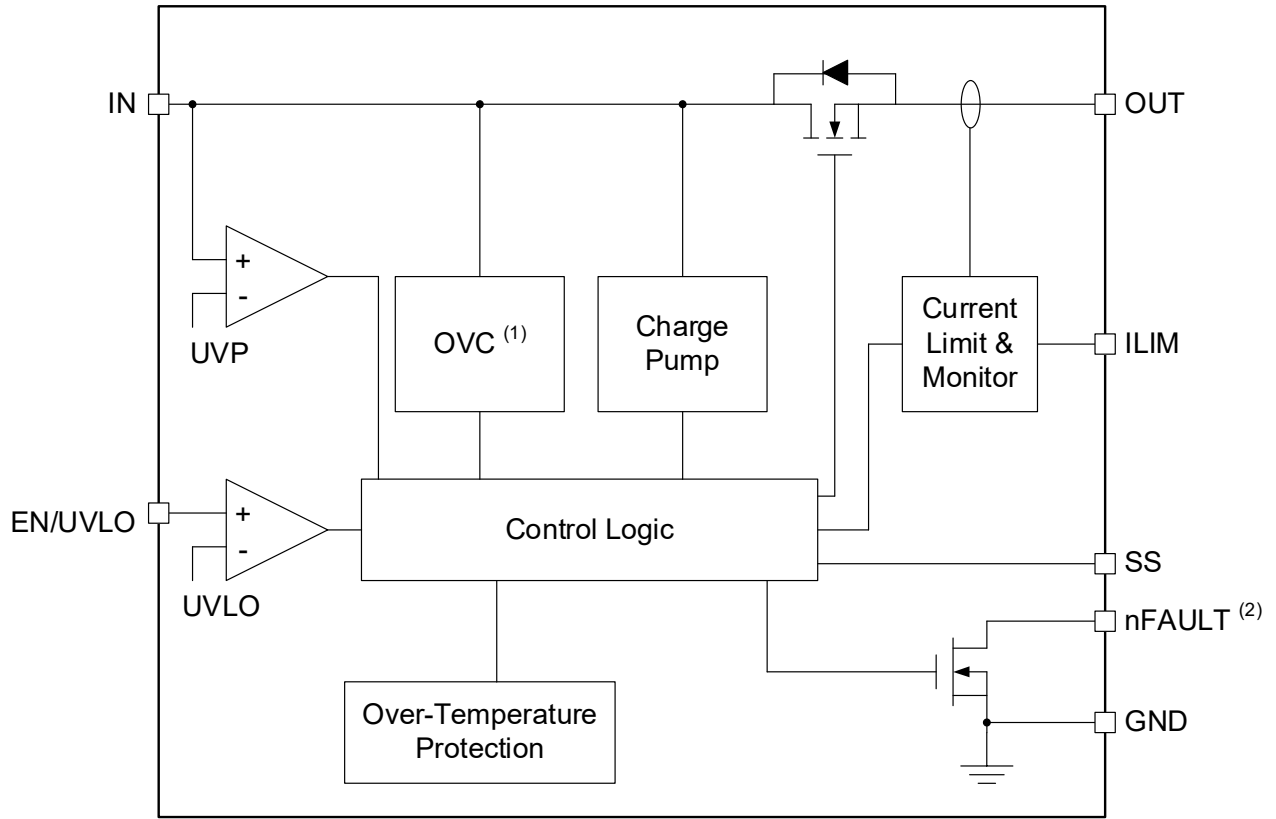 IN
OUT
+
-
UVP
OVC (1)
Charge
Pump
Current
Limit &
Monitor
ILIM
EN/UVLO
+
-
UVLO
Control Logic
SS
nFAULT (2)
Over-Temperature
Protection
GND